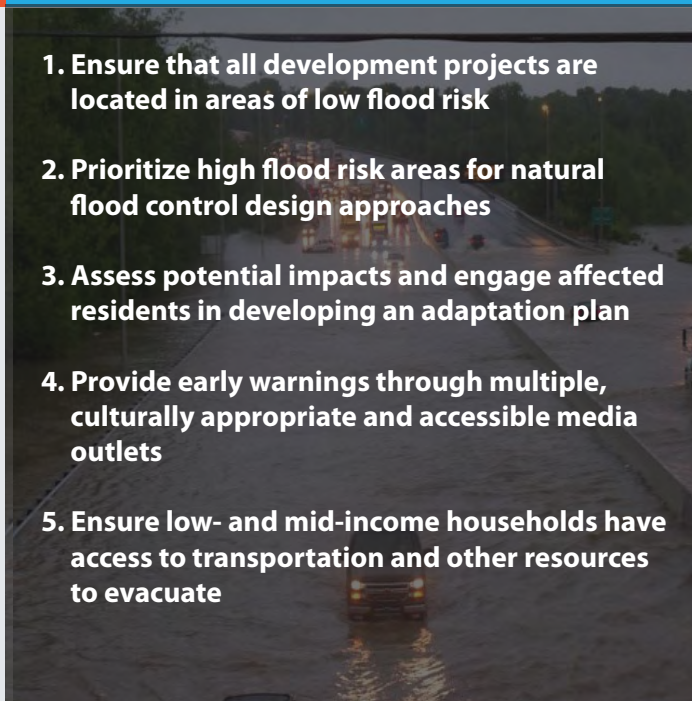 1. Ensure that all development projects are
located in areas of low flood risk
2. Prioritize high flood risk areas for natural
flood control design approaches
3. Assess potential impacts and engage affected
residents in developing an adaptation plan
4. Provide early warnings through multiple,
culturally appropriate and accessible media
outlets
5. Ensure low- and mid-income households have
access to transportation and other resources
to evacuate